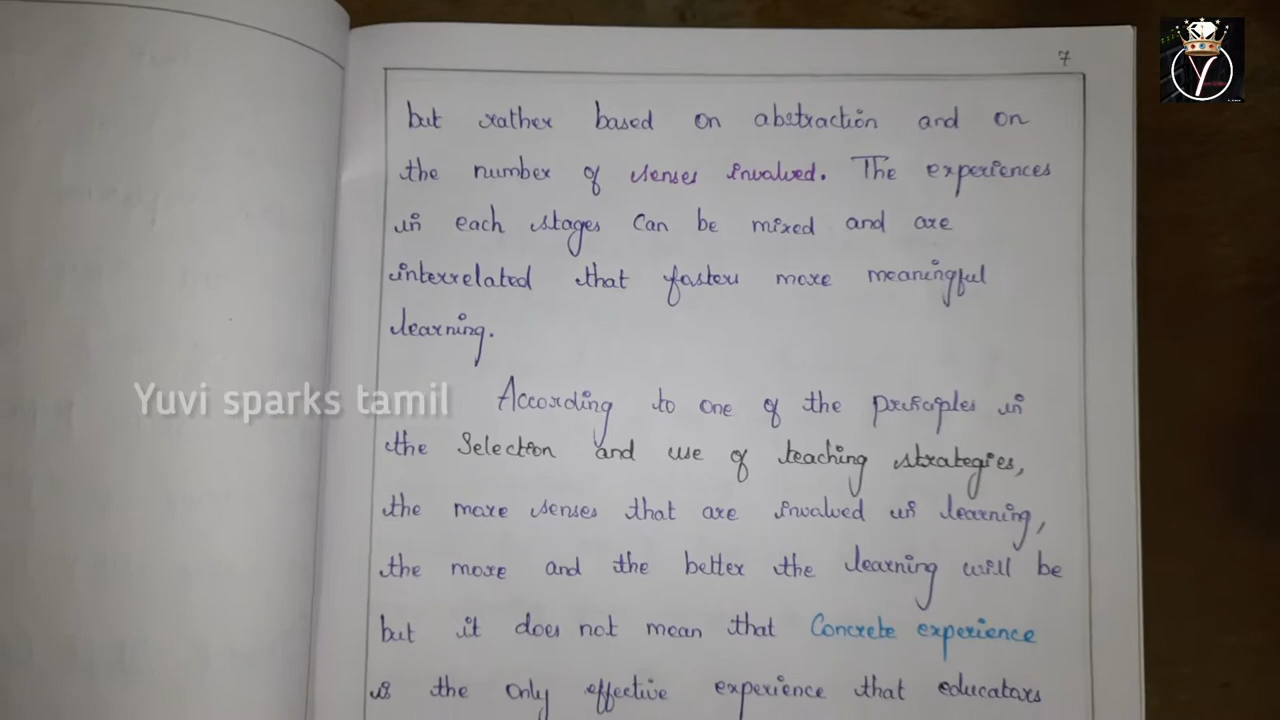 7
but rather based on abstraction and on
the number of senses involved. The experiences
in each stages can be mixed and are
interrelated that fosters more meaningful
learning.
Yuvi sparks tamil
According to one of the principles in
the Selection and use of teaching strategies,
the more senses that are involved in learning,
the more and the better the learning will be
but it does not mean that Concrete experience
is the only effective experience that educators
Y